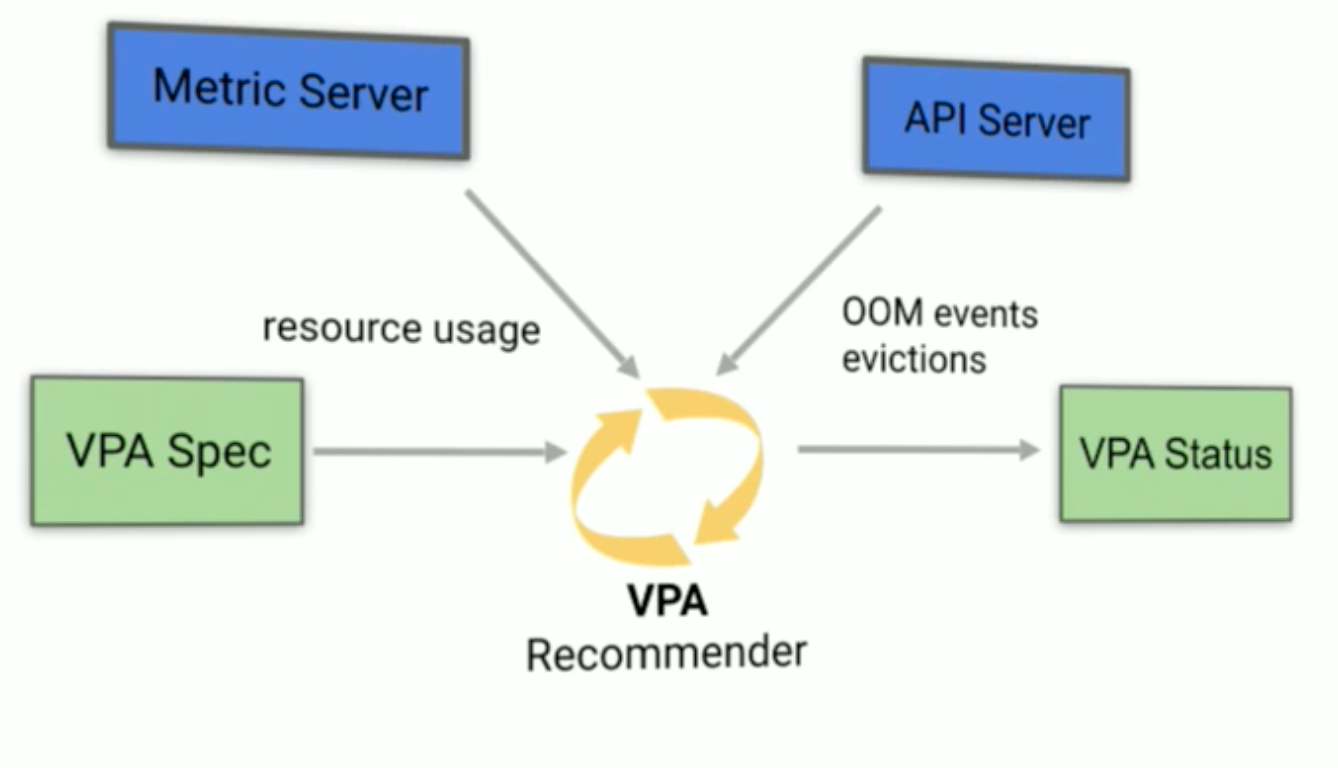 Metric Server
API Server
resource usage
OOM events
evictions
VPA Spec
VPA Status
VPA
Recommender